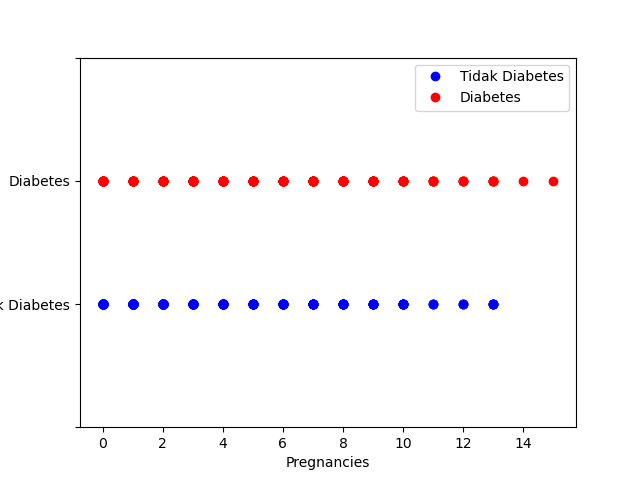 Tidak Diabetes
Diabetes
Diabetes
k Diabetes
0 2 4 6 8 10 12 14
Pregnancies